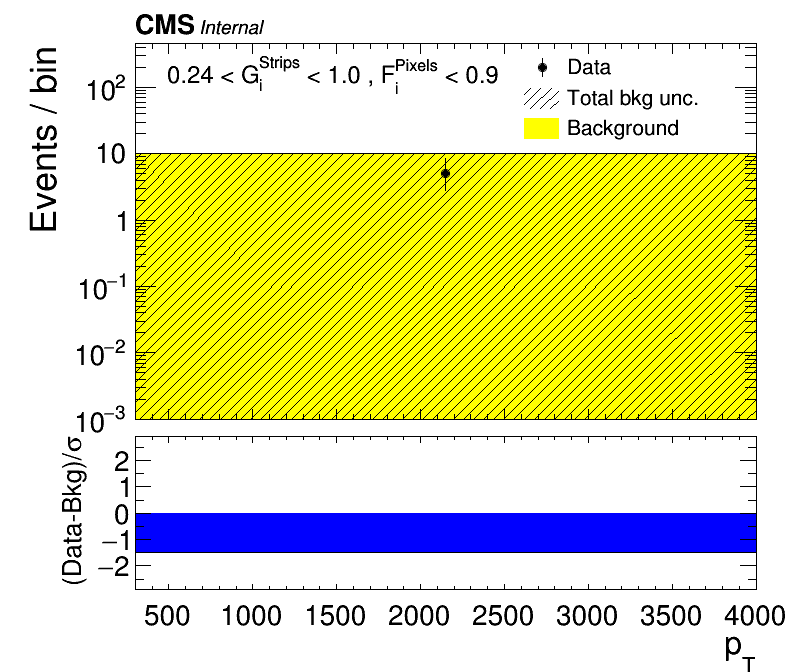 CMS Internal
Events / bin
0.24 < G_i^Strips < 1.0 , F_i^Pixels < 0.9
Data
Total bkg unc.
Background
10²
10
1
10⁻¹
10⁻²
10⁻³
(Data-Bkg)/σ
2
1
0
−1
−2
500 1000 1500 2000 2500 3000 3500 4000
p_T